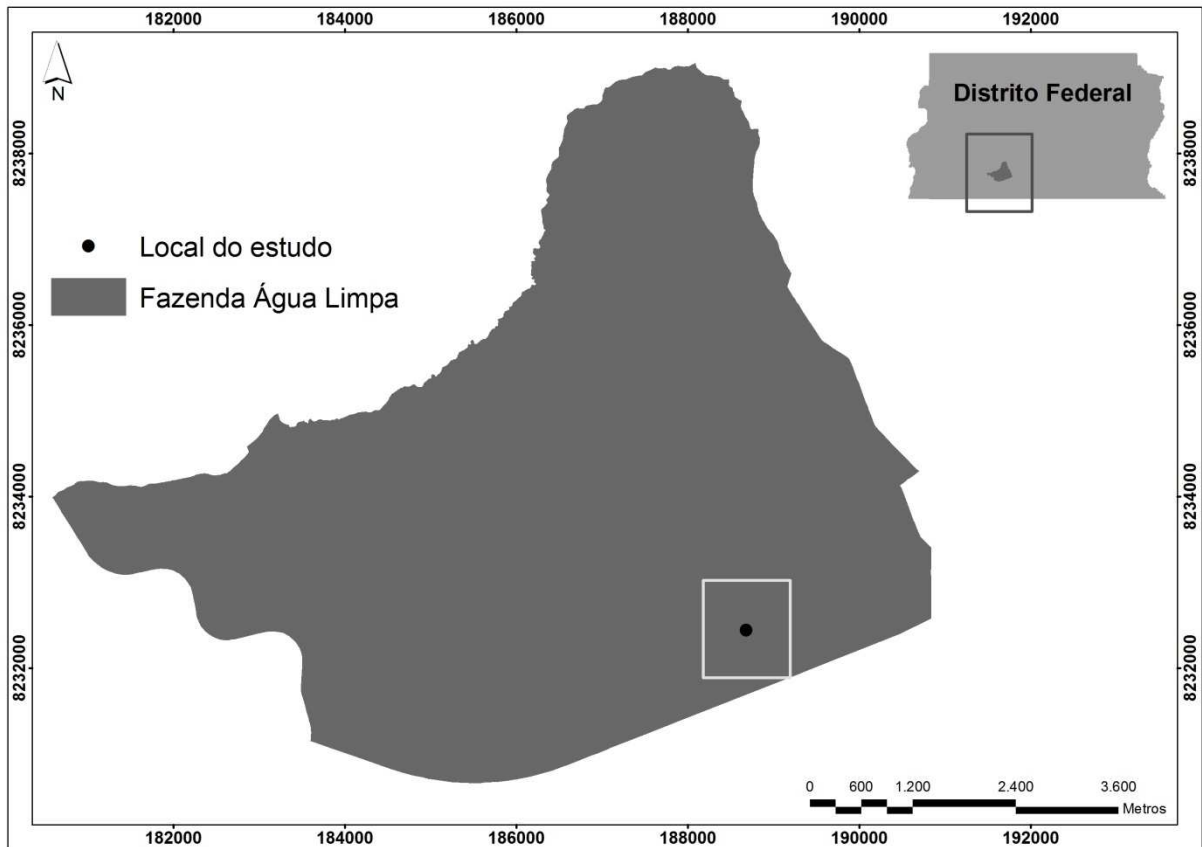 182000 184000 186000 188000 190000 192000
N
Distrito Federal
8238000 8238000
Local do estudo
Fazenda Água Limpa
8236000 8236000
8234000 8234000
8232000 8232000
0 600 1.200 2.400 3.600
Metros
182000 184000 186000 188000 190000 192000